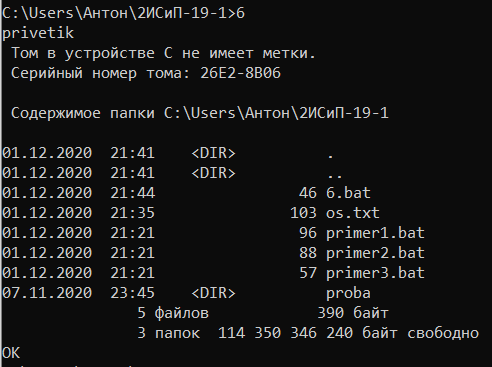 C:\Users\Антон\2ИСиП-19-1>6
privetik
Том в устройстве C не имеет метки.
Серийный номер тома: 26E2-8B06
Содержимое папки C:\Users\Антон\2ИСиП-19-1
01.12.2020 21:41 <DIR> .
01.12.2020 21:41 <DIR> ..
01.12.2020 21:44 46 6.bat
01.12.2020 21:35 103 os.txt
01.12.2020 21:21 96 primer1.bat
01.12.2020 21:21 88 primer2.bat
01.12.2020 21:21 57 primer3.bat
07.11.2020 23:45 <DIR> proba
5 файлов 390 байт
3 папок 114 350 346 240 байт свободно
OK